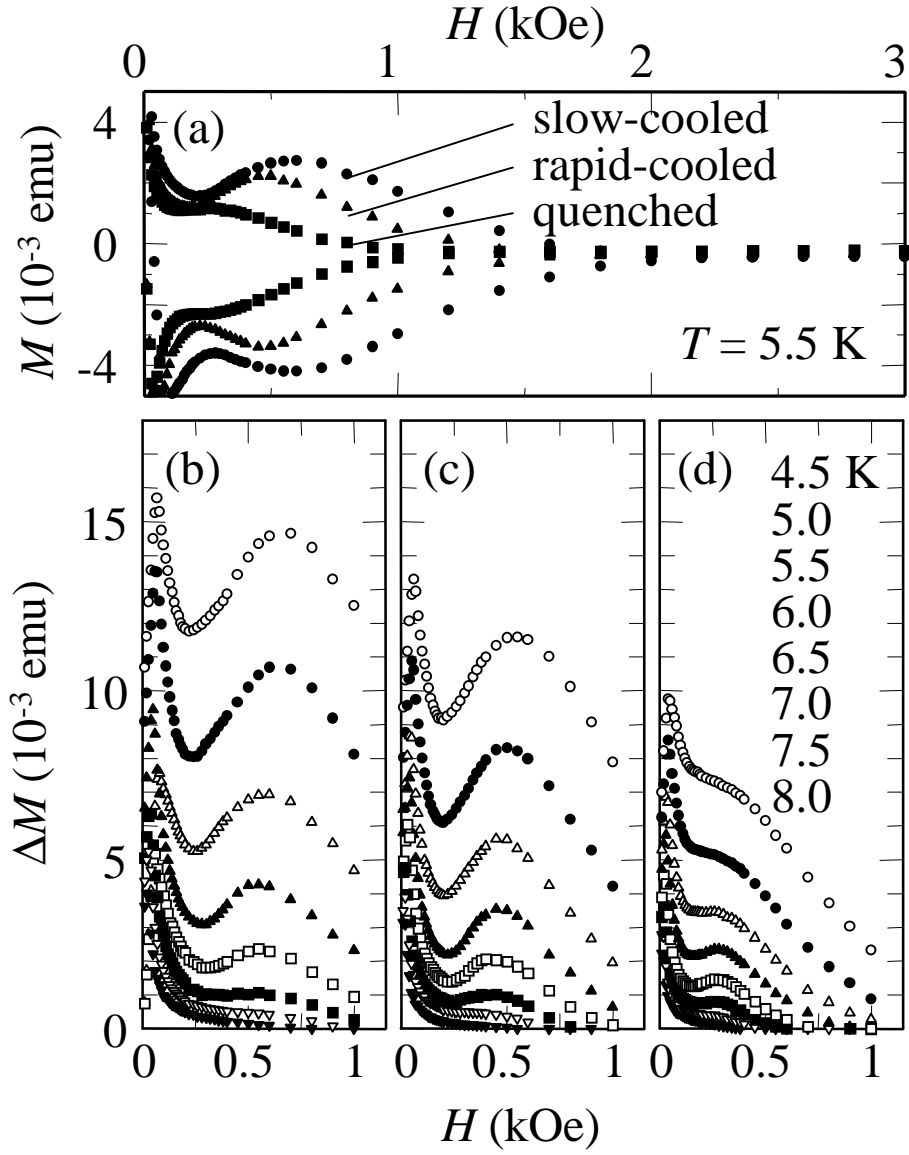 H (kOe)
0 1 2 3
(a)
slow-cooled
rapid-cooled
quenched
4
0
-4
M (10⁻³ emu)
T = 5.5 K
(b) (c) (d)
4.5 K
5.0
5.5
6.0
6.5
7.0
7.5
8.0
15
10
5
0
ΔM (10⁻³ emu)
0 0.5 1 0 0.5 1 0 0.5 1
H (kOe)